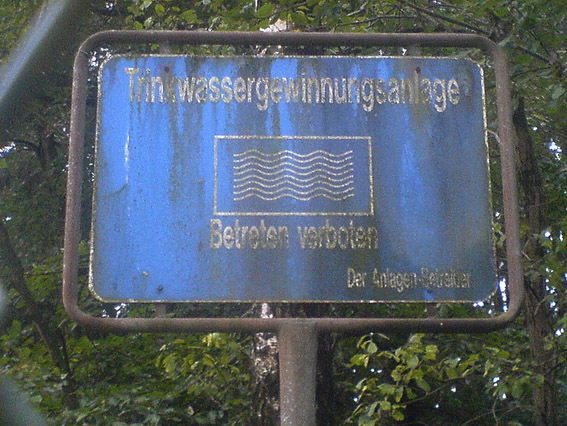 Trinkwassergewinnungsanlage
Betreten verboten
Der Anlagen-Betreiber